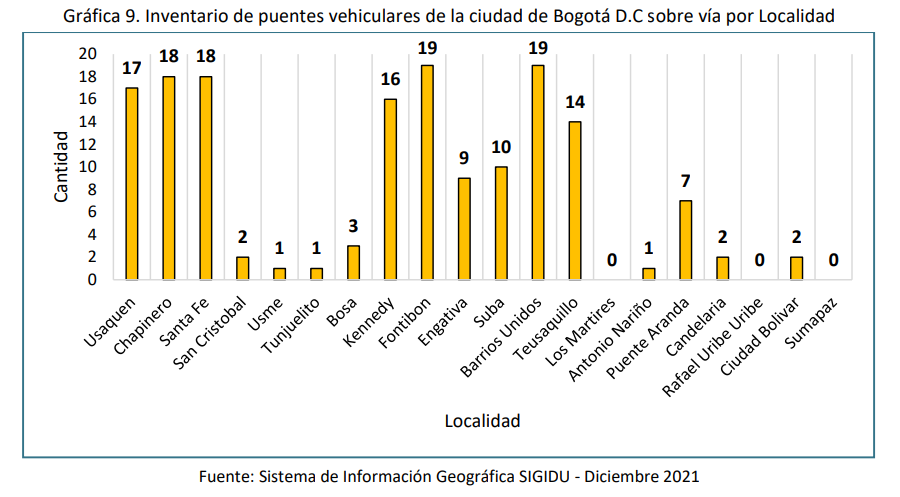 Gráfica 9. Inventario de puentes vehiculares de la ciudad de Bogotá D.C sobre vía por Localidad
Cantidad
20
18
16
14
12
10
8
6
4
2
0
17
18
18
2
1
1
3
16
19
9
10
19
14
0
1
7
2
0
2
0
Usaquen
Chapinero
Santa Fe
San Cristobal
Usme
Tunjuelito
Bosa
Kennedy
Fontibon
Engativa
Suba
Barrios Unidos
Teusaquillo
Los Martires
Antonio Nariño
Puente Aranda
Candelaria
Rafael Uribe Uribe
Ciudad Bolivar
Sumapaz
Localidad
Fuente: Sistema de Información Geográfica SIGIDU - Diciembre 2021